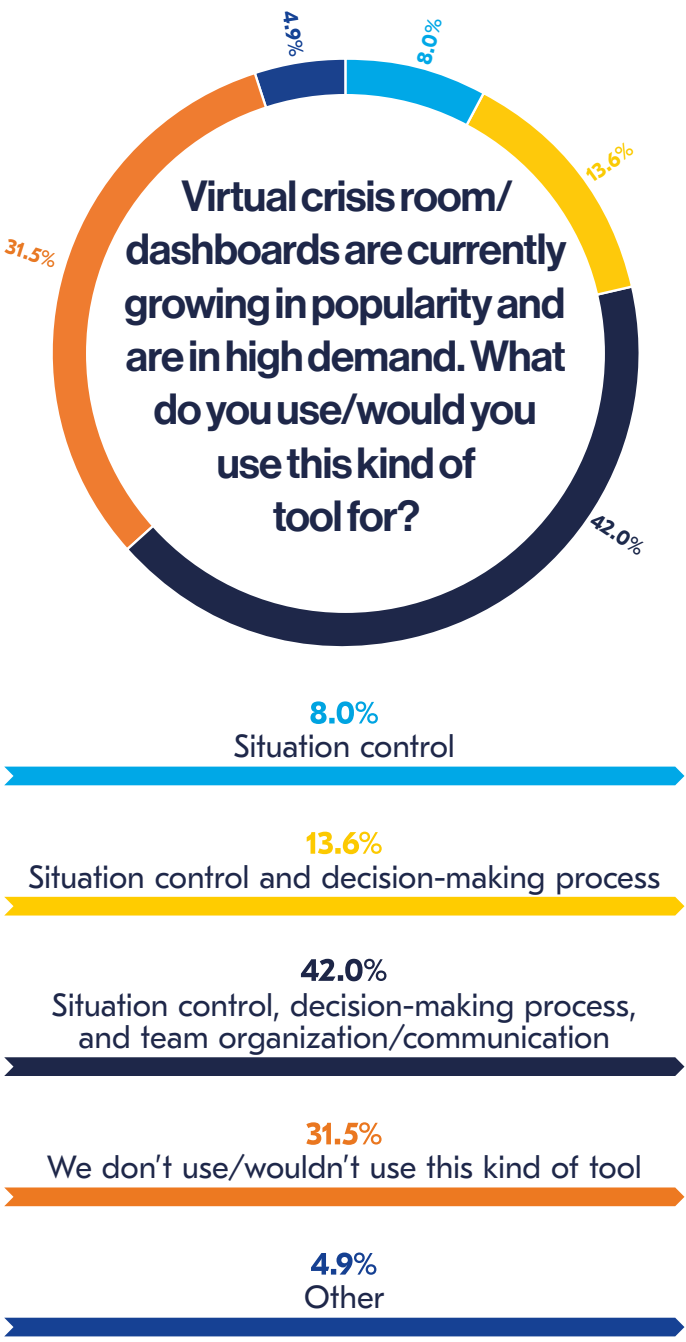 4.9%
8.0%
13.6%
31.5%
42.0%
Virtual crisis room/
dashboards are currently
growing in popularity and
are in high demand. What
do you use/would you
use this kind of
tool for?
8.0%
Situation control
13.6%
Situation control and decision-making process
42.0%
Situation control, decision-making process,
and team organization/communication
31.5%
We don't use/wouldn't use this kind of tool
4.9%
Other